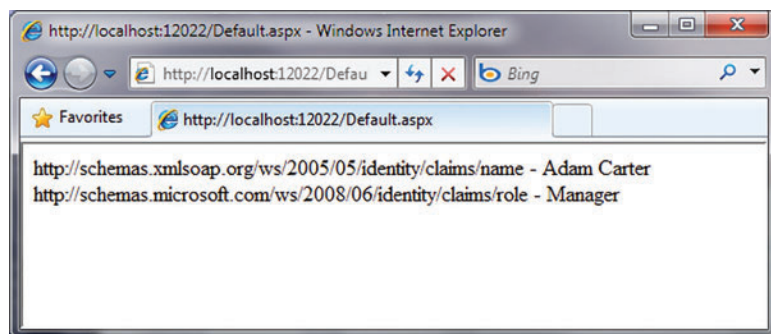 http://localhost:12022/Default.aspx - Windows Internet Explorer
http://localhost:12022/Defau
Bing
Favorites
http://localhost:12022/Default.aspx
http://schemas.xmlsoap.org/ws/2005/05/identity/claims/name - Adam Carter
http://schemas.microsoft.com/ws/2008/06/identity/claims/role - Manager